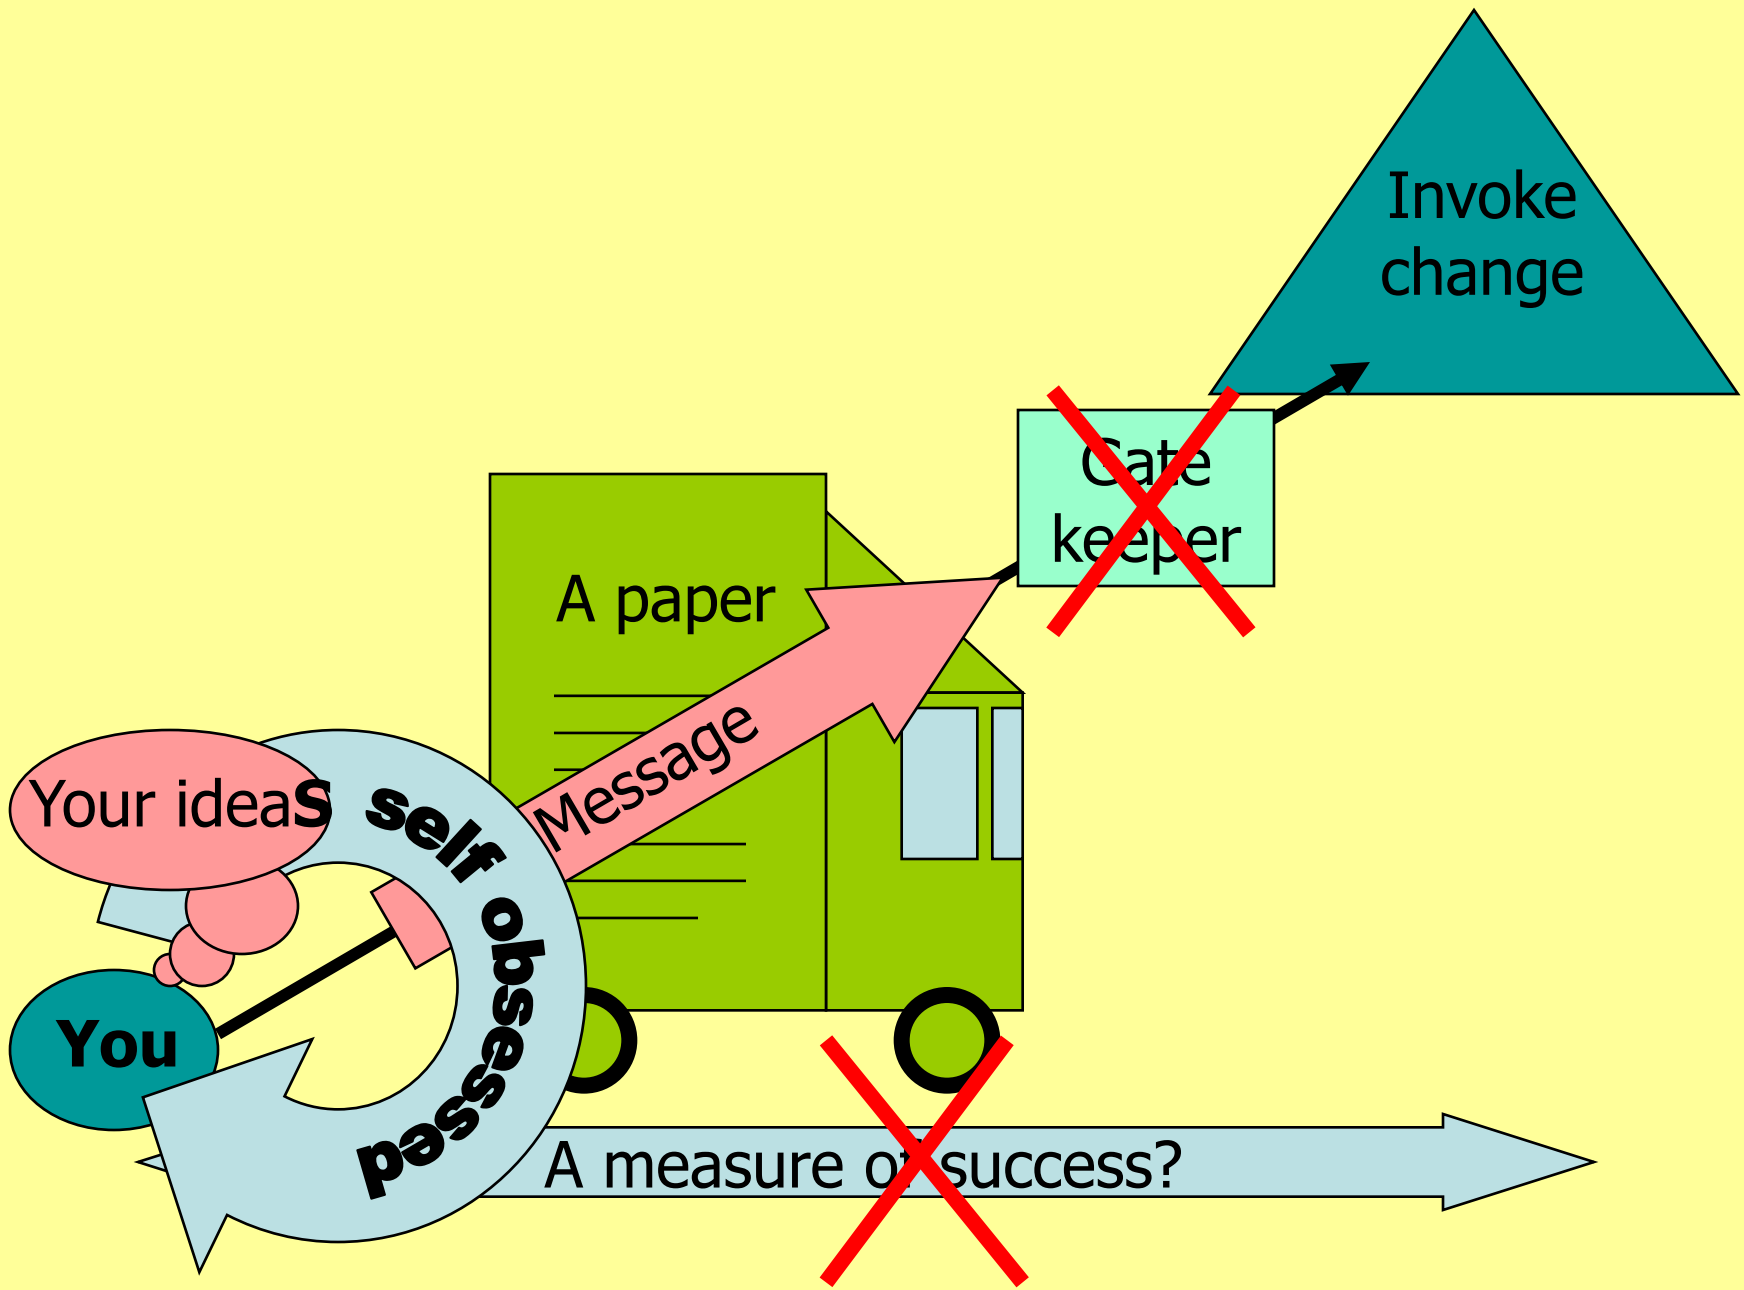 Invoke
change
Gate
keeper
A paper
Message
Your ideas
self obsessed
You
A measure of success?